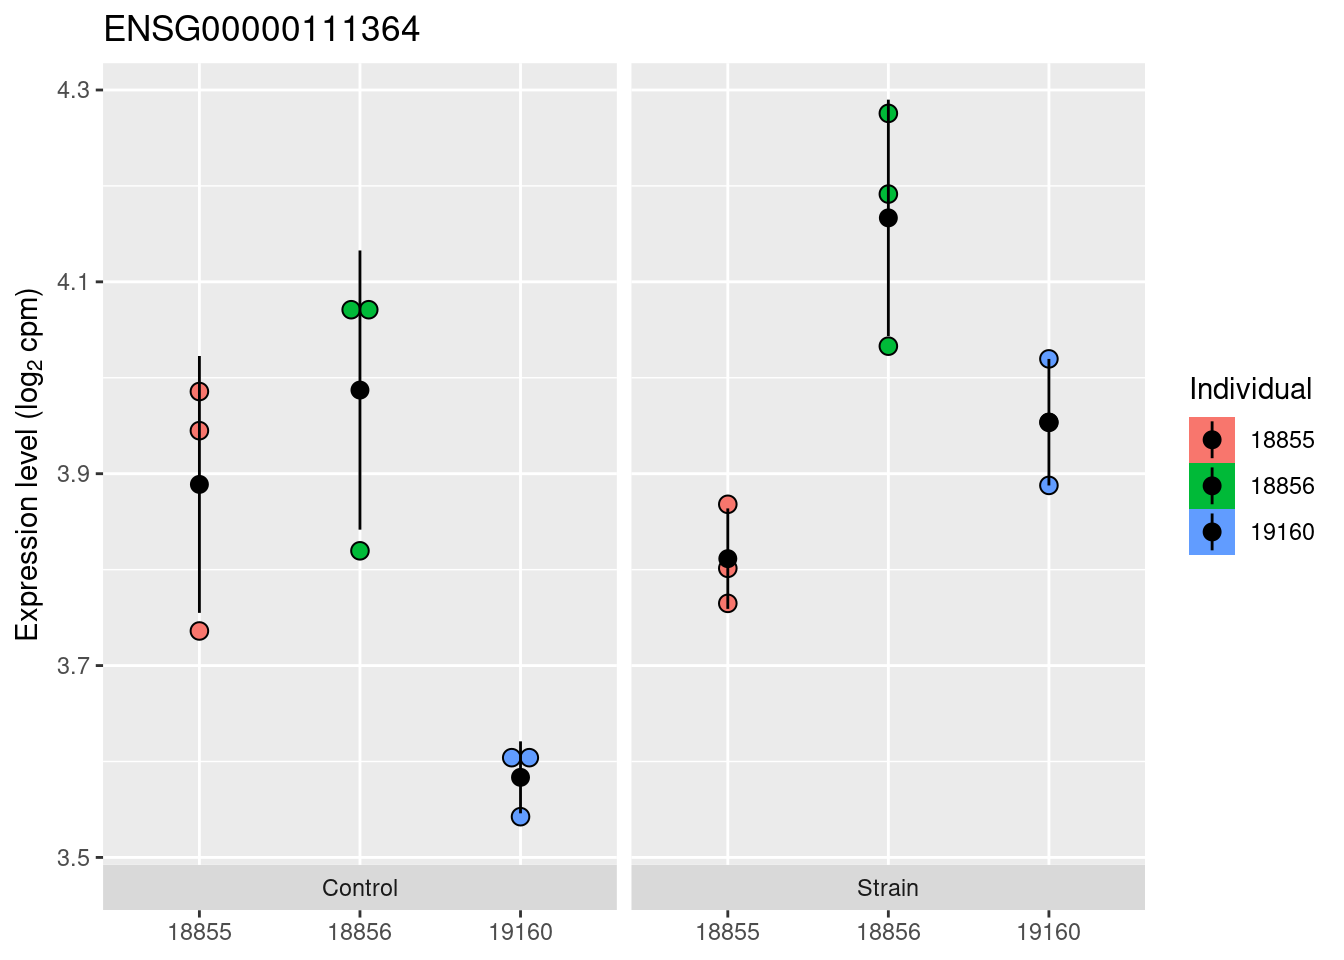 ENSG00000111364
Expression level (log₂ cpm)
4.3
4.1
3.9
3.7
3.5
Control
Strain
18855
18856
19160
18855
18856
19160
Individual
18855
18856
19160